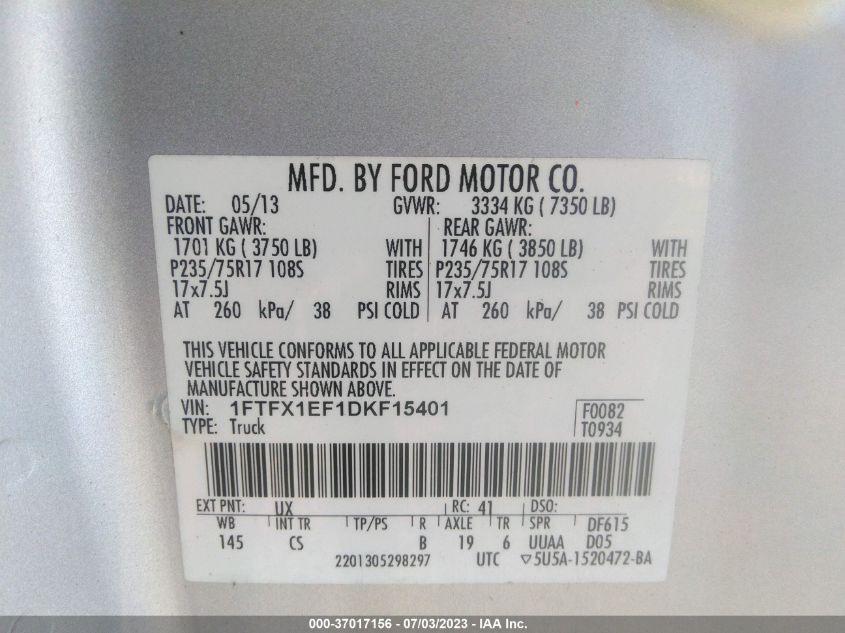 MFD. BY FORD MOTOR CO.
DATE: 05/13 GVWR: 3334 KG ( 7350 LB)
FRONT GAWR: REAR GAWR:
1701 KG ( 3750 LB) WITH 1746 KG ( 3850 LB) WITH
P235/75R17 108S TIRES P235/75R17 108S TIRES
17x7.5J RIMS 17x7.5J RIMS
AT 260 kPa/ 38 PSI COLD AT 260 kPa/ 38 PSI COLD
THIS VEHICLE CONFORMS TO ALL APPLICABLE FEDERAL MOTOR
VEHICLE SAFETY STANDARDS IN EFFECT ON THE DATE OF
MANUFACTURE SHOWN ABOVE.
VIN: 1FTFX1EF1DKF15401 F0082
TYPE: Truck T0934
EXT PNT: UX RC: 41 DSO:
WB INT TR TP/PS R AXLE TR SPR DF615
145 CS B 19 6 UUAA D05
2201305298297 UTC ▽5U5A-1520472-BA
000-37017156 - 07/03/2023 - IAA Inc.